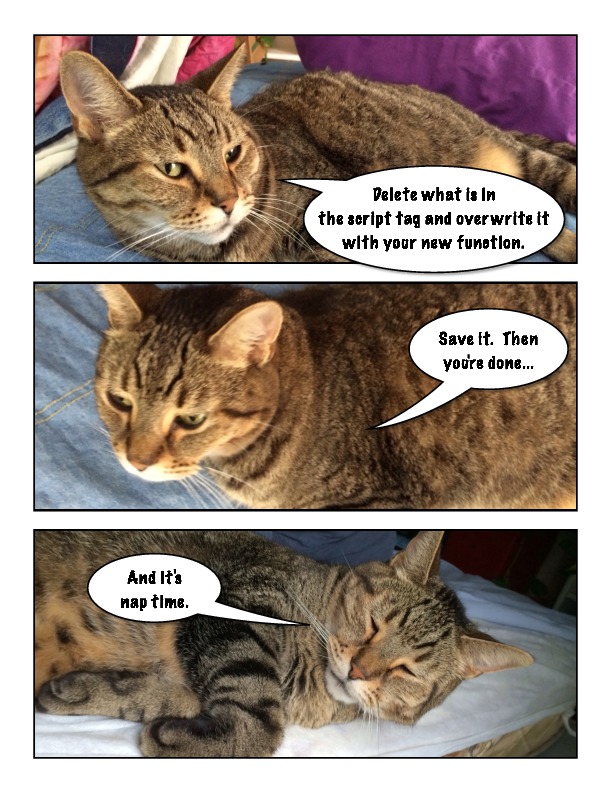 Delete what is in
the script tag and overwrite it
with your new function.
Save it. Then
you're done...
And it's
nap time.